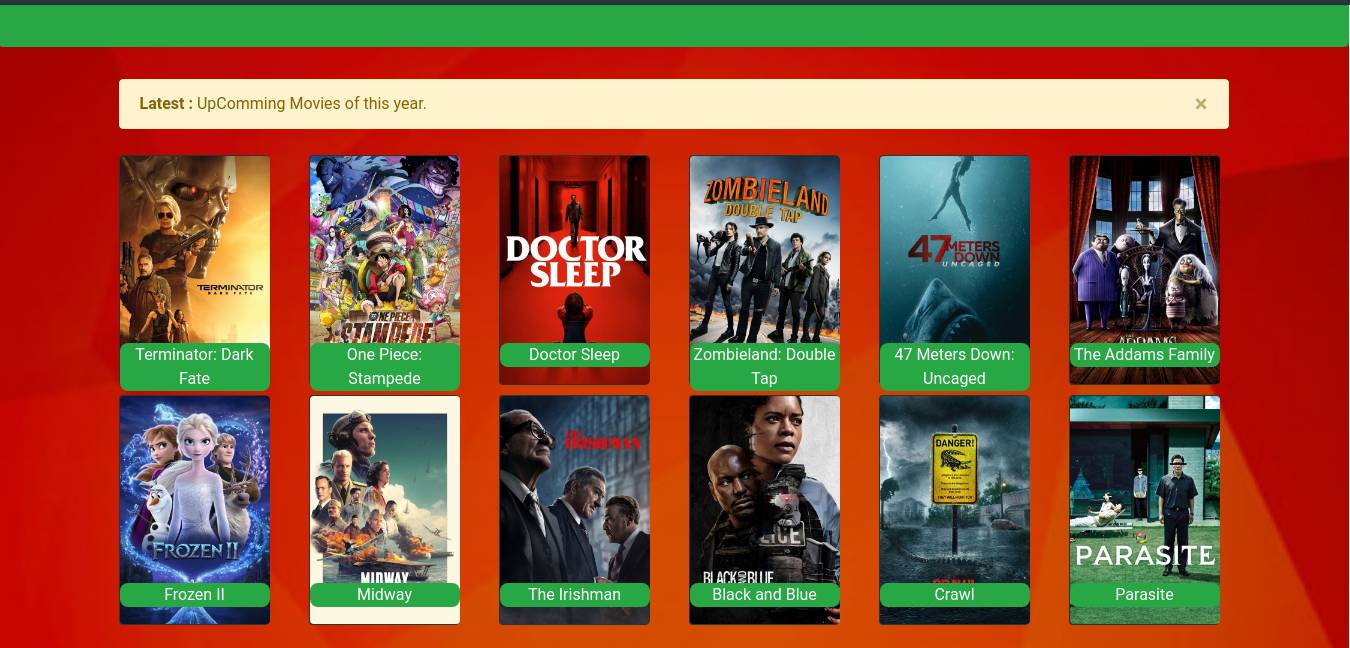 Latest : UpComming Movies of this year. ×
TERMINATOR
DARK FATE
Terminator: Dark
Fate
ONE PIECE
STAMPEDE
One Piece:
Stampede
DOCTOR
SLEEP
Doctor Sleep
ZOMBIELAND
DOUBLE TAP
Zombieland: Double
Tap
47 METERS
DOWN
UNCAGED
47 Meters Down:
Uncaged
ADDAMS
The Addams Family
FROZEN II
Frozen II
MIDWAY
Midway
THE IRISHMAN
The Irishman
BLACK AND BLUE
Black and Blue
DANGER!
CRAWL
Crawl
PARASITE
Parasite